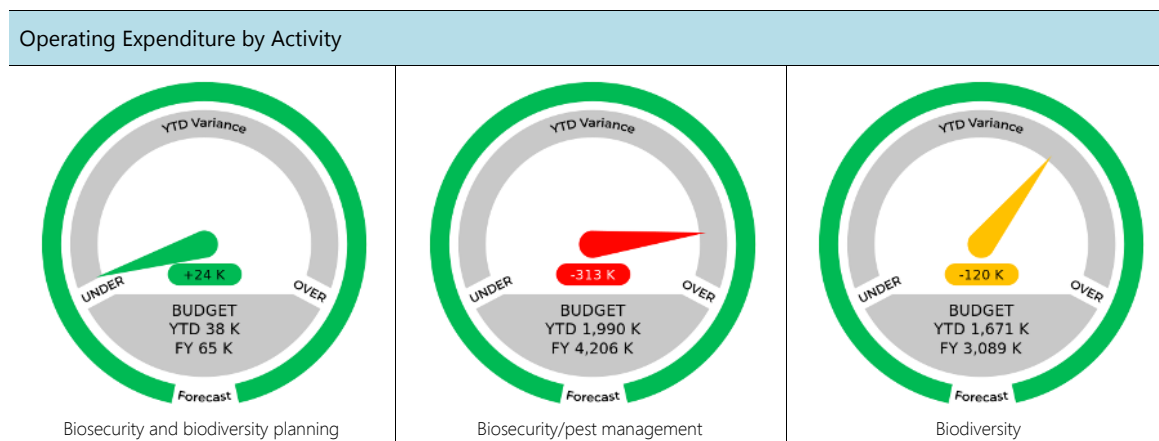 Operating Expenditure by Activity
YTD Variance
+24 K
UNDER
OVER
BUDGET
YTD 38 K
FY 65 K
Forecast
Biosecurity and biodiversity planning
YTD Variance
-313 K
UNDER
OVER
BUDGET
YTD 1,990 K
FY 4,206 K
Forecast
Biosecurity/pest management
YTD Variance
-120 K
UNDER
OVER
BUDGET
YTD 1,671 K
FY 3,089 K
Forecast
Biodiversity